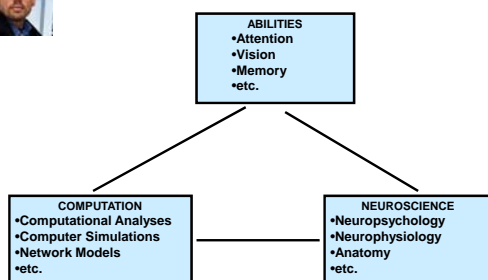 ABILITIES
•Attention
•Vision
•Memory
•etc.
COMPUTATION
•Computational Analyses
•Computer Simulations
•Network Models
•etc.
NEUROSCIENCE
•Neuropsychology
•Neurophysiology
•Anatomy
•etc.